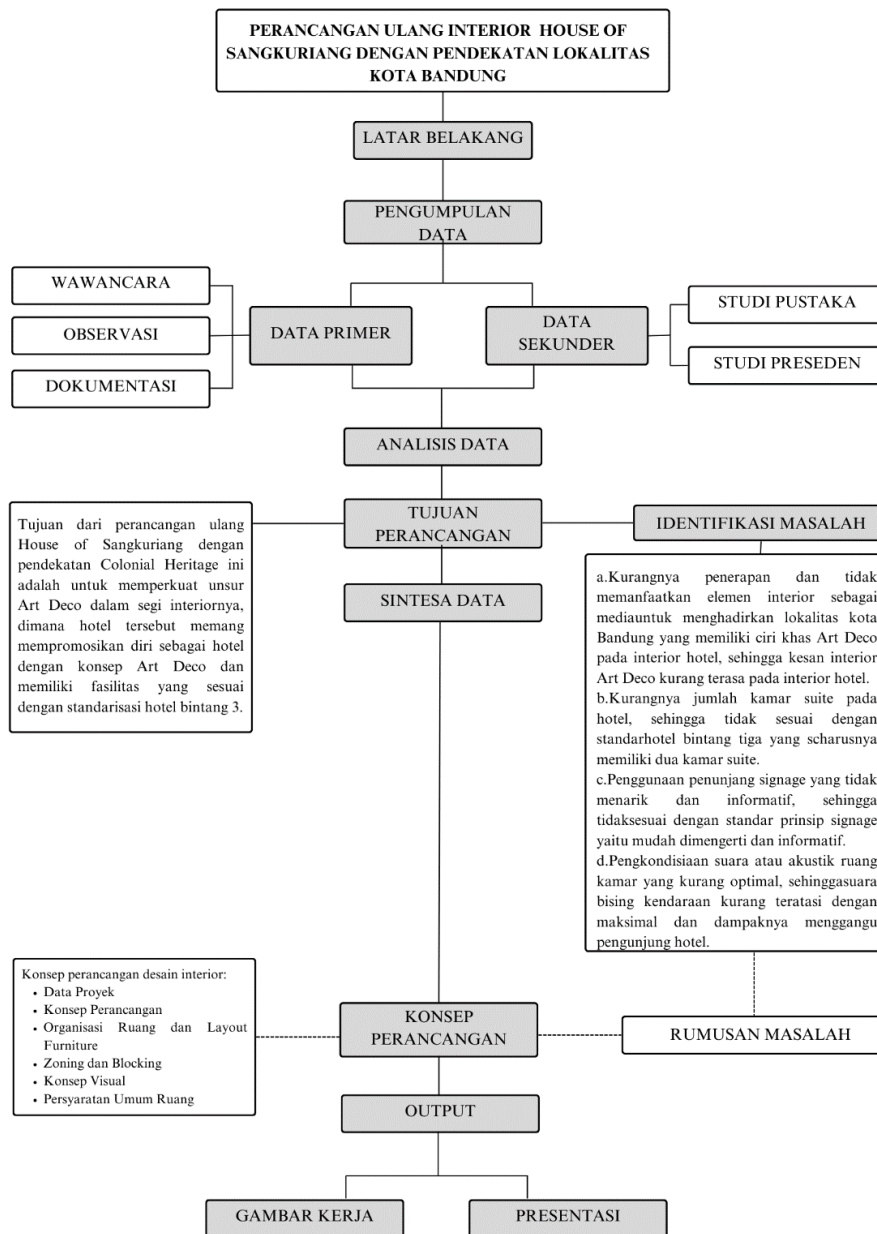 PERANCANGAN ULANG INTERIOR HOUSE OF
SANGKURIANG DENGAN PENDEKATAN LOKALITAS
KOTA BANDUNG
LATAR BELAKANG
PENGUMPULAN
DATA
WAWANCARA
OBSERVASI
DOKUMENTASI
DATA PRIMER
DATA
SEKUNDER
STUDI PUSTAKA
STUDI PRESEDEN
ANALISIS DATA
TUJUAN
PERANCANGAN
Tujuan dari perancangan ulang
House of Sangkuriang dengan
pendekatan Colonial Heritage ini
adalah untuk memperkuat unsur
Art Deco dalam segi interiornya,
dimana hotel tersebut memang
mempromosikan diri sebagai hotel
dengan konsep Art Deco dan
memiliki fasilitas yang sesuai
dengan standarisasi hotel bintang 3.
IDENTIFIKASI MASALAH
a.Kurangnya penerapan dan tidak
memanfaatkan elemen interior sebagai
mediauntuk menghadirkan lokalitas kota
Bandung yang memiliki ciri khas Art Deco
pada interior hotel, sehingga kesan interior
Art Deco kurang terasa pada interior hotel.
b.Kurangnya jumlah kamar suite pada
hotel, sehingga tidak sesuai dengan
standarhotel bintang tiga yang scharusnya
memiliki dua kamar suite.
c.Penggunaan penunjang signage yang tidak
menarik dan informatif, sehingga
tidaksesuai dengan standar prinsip signage
yaitu mudah dimengerti dan informatif.
d.Pengkondisiaan suara atau akustik ruang
kamar yang kurang optimal, sehinggasuara
bising kendaraan kurang teratasi dengan
maksimal dan dampaknya menggangu
pengunjung hotel.
SINTESA DATA
Konsep perancangan desain interior:
• Data Proyek
• Konsep Perancangan
• Organisasi Ruang dan Layout
Furniture
• Zoning dan Blocking
• Konsep Visual
• Persyaratan Umum Ruang
KONSEP
PERANCANGAN
RUMUSAN MASALAH
OUTPUT
GAMBAR KERJA
PRESENTASI